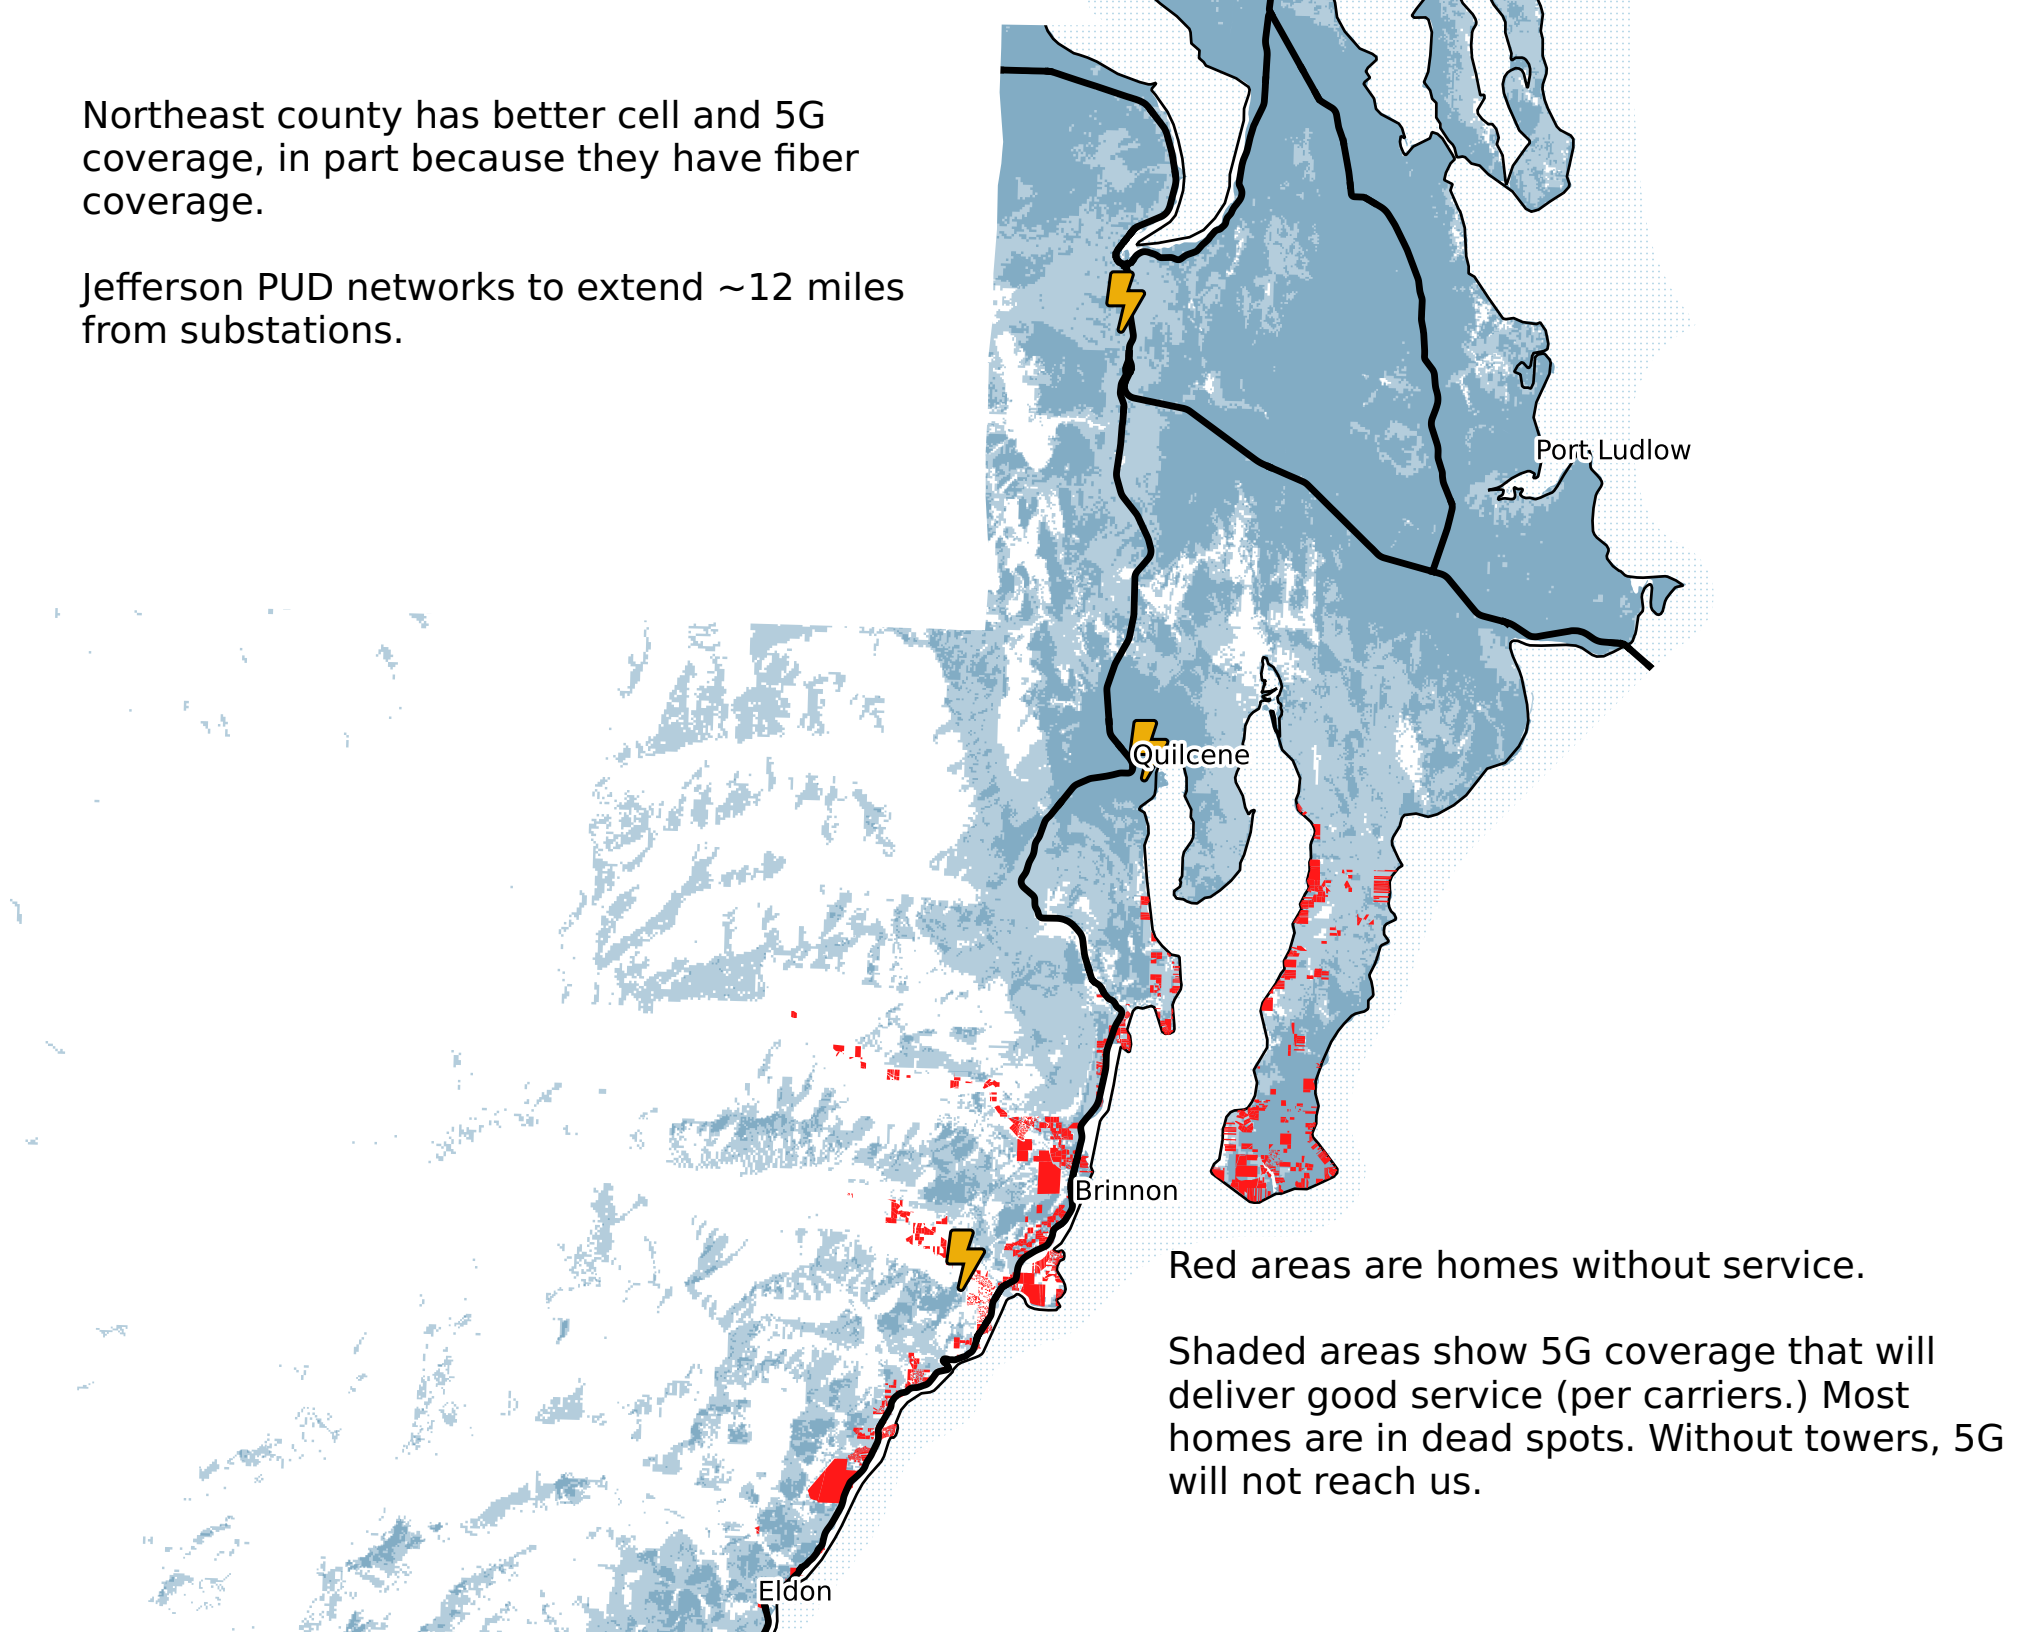 Northeast county has better cell and 5G
coverage, in part because they have fiber
coverage.
Jefferson PUD networks to extend ~12 miles
from substations.
Port Ludlow
Quilcene
Brinnon
Red areas are homes without service.
Shaded areas show 5G coverage that will
deliver good service (per carriers.) Most
homes are in dead spots. Without towers, 5G
will not reach us.
Eldon